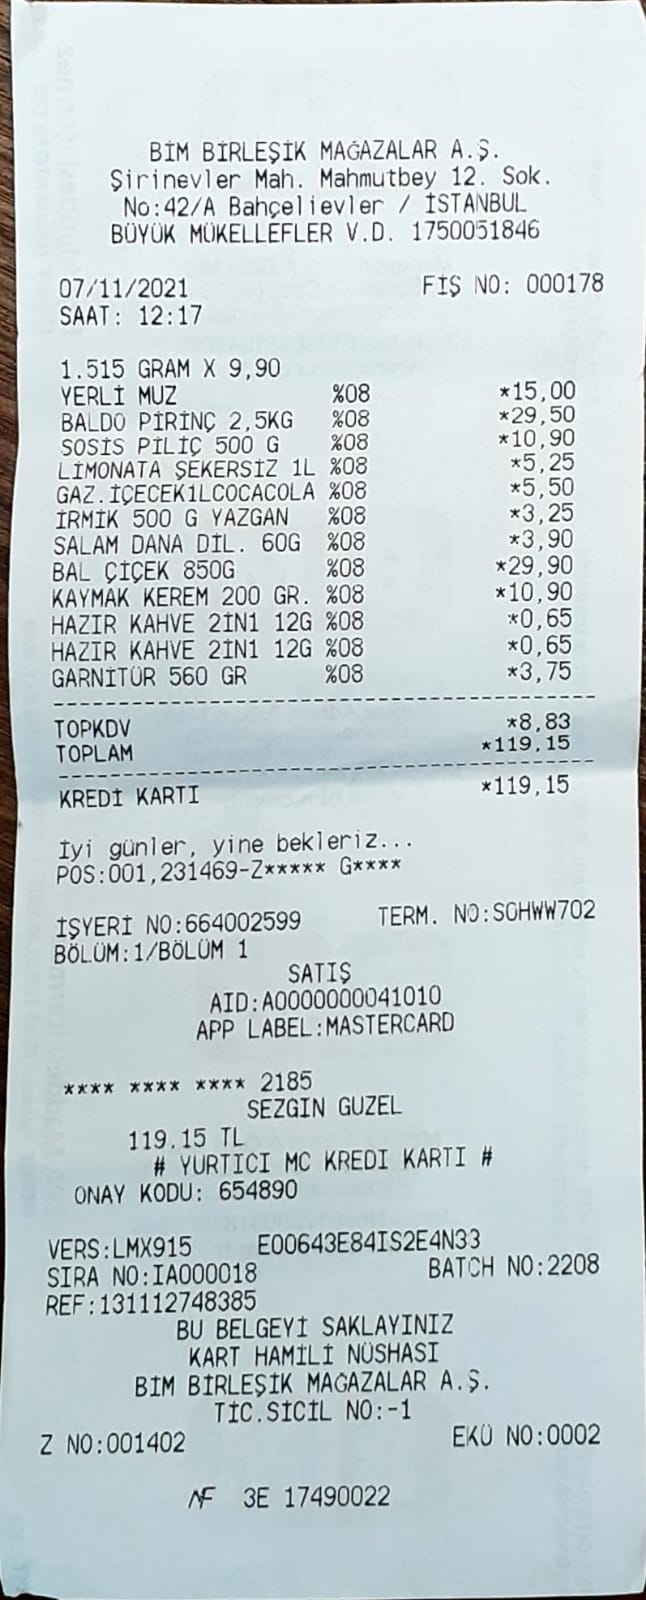 BİM BİRLEŞİK MAĞAZALAR A.Ş.
Şirinevler Mah. Mahmutbey 12. Sok.
No:42/A Bahçelievler / İSTANBUL
BÜYÜK MÜKELLEFLER V.D. 1750051846
07/11/2021 FİŞ NO: 000178
SAAT: 12:17
1.515 GRAM X 9,90
YERLİ MUZ %08 *15,00
BALDO PİRİNÇ 2,5KG %08 *29,50
SOSİS PİLİÇ 500 G %08 *10,90
LİMONATA ŞEKERSİZ 1L %08 *5,25
GAZ.İÇECEK1LCOCACOLA %08 *5,50
İRMİK 500 G YAZGAN %08 *3,25
SALAM DANA DİL. 60G %08 *3,90
BAL ÇİÇEK 850G %08 *29,90
KAYMAK KEREM 200 GR. %08 *10,90
HAZIR KAHVE 2İN1 12G %08 *0,65
HAZIR KAHVE 2İN1 12G %08 *0,65
GARNİTÜR 560 GR %08 *3,75
TOPKDV *8,83
TOPLAM *119,15
KREDİ KARTI *119,15
İyi günler, yine bekleriz...
POS:001,231469-Z***** G****
İŞYERİ NO:664002599 TERM. NO:SGHWW702
BÖLÜM:1/BÖLÜM 1
SATIŞ
AID:A0000000041010
APP LABEL:MASTERCARD
**** **** **** 2185
SEZGIN GUZEL
119.15 TL
# YURTICI MC KREDI KARTI #
ONAY KODU: 654890
VERS:LMX915 E00643E84IS2E4N33
SIRA NO:IA000018 BATCH NO:2208
REF:131112748385
BU BELGEYİ SAKLAYINIZ
KART HAMİLİ NÜSHASI
BİM BİRLEŞİK MAĞAZALAR A.Ş.
TİC.SİCİL NO:-1
Z NO:001402 EKÜ NO:0002
MF 3E 17490022